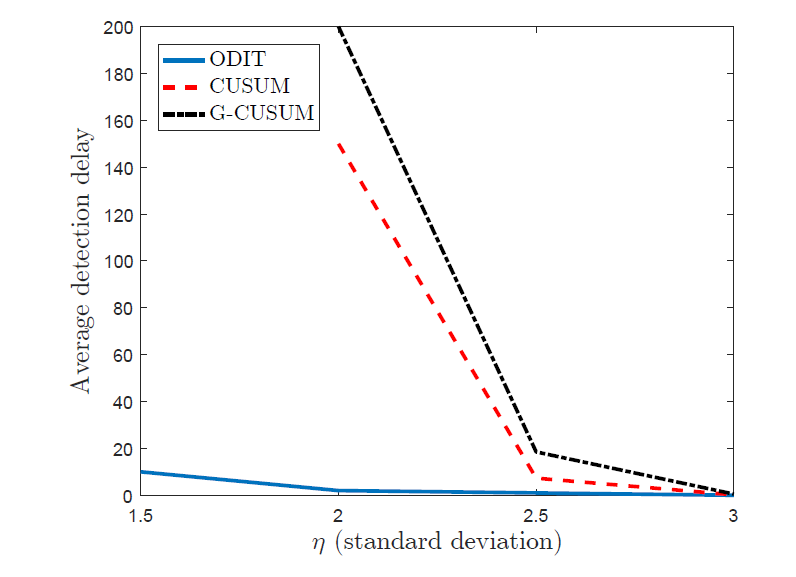 200
180
160
140
120
100
80
60
40
20
0
Average detection delay
ODIT
CUSUM
G-CUSUM
1.5 2 2.5 3
η (standard deviation)